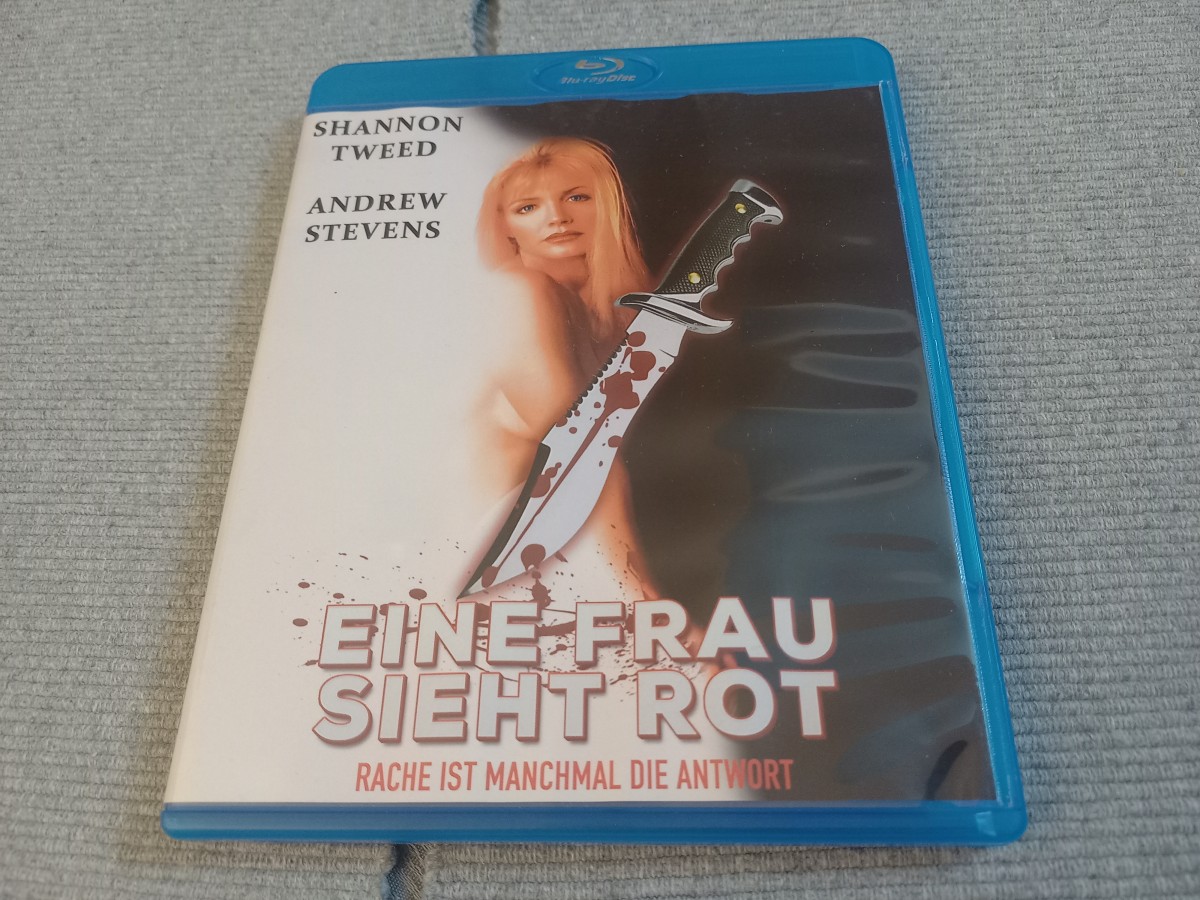 Blu-ray Disc
SHANNON
TWEED
ANDREW
STEVENS
EINE FRAU
SIEHT ROT
RACHE IST MANCHMAL DIE ANTWORT